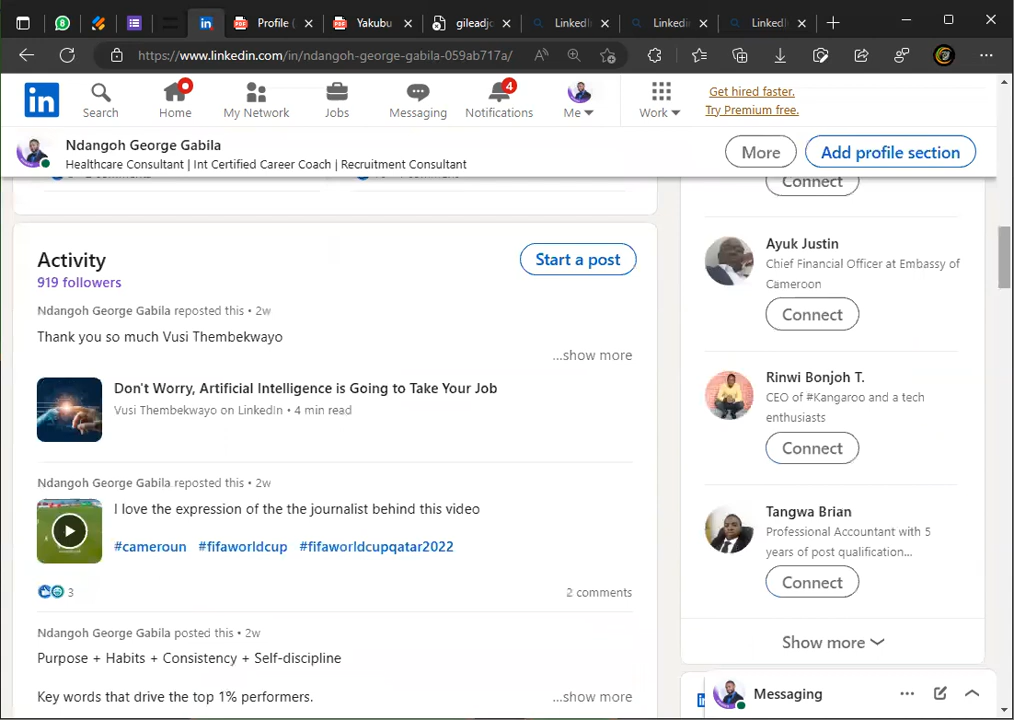 Profile (
Yakubu
gileadjo
LinkedI
Linkedin
LinkedI
https://www.linkedin.com/in/ndangoh-george-gabila-059ab717a/
in
Search
Home
My Network
Jobs
Messaging
4
Notifications
Me
Work
Get hired faster.
Try Premium free.
Ndangoh George Gabila
Healthcare Consultant | Int Certified Career Coach | Recruitment Consultant
More
Add profile section
Connect
Activity
919 followers
Start a post
Ndangoh George Gabila reposted this • 2w
Thank you so much Vusi Thembekwayo
...show more
Don't Worry, Artificial Intelligence is Going to Take Your Job
Vusi Thembekwayo on LinkedIn • 4 min read
Ndangoh George Gabila reposted this • 2w
I love the expression of the the journalist behind this video
#cameroun #fifaworldcup #fifaworldcupqatar2022
3
2 comments
Ndangoh George Gabila posted this • 2w
Purpose + Habits + Consistency + Self-discipline
Key words that drive the top 1% performers.
...show more
Ayuk Justin
Chief Financial Officer at Embassy of
Cameroon
Connect
Rinwi Bonjoh T.
CEO of #Kangaroo and a tech
enthusiasts
Connect
Tangwa Brian
Professional Accountant with 5
years of post qualification...
Connect
Show more
Messaging